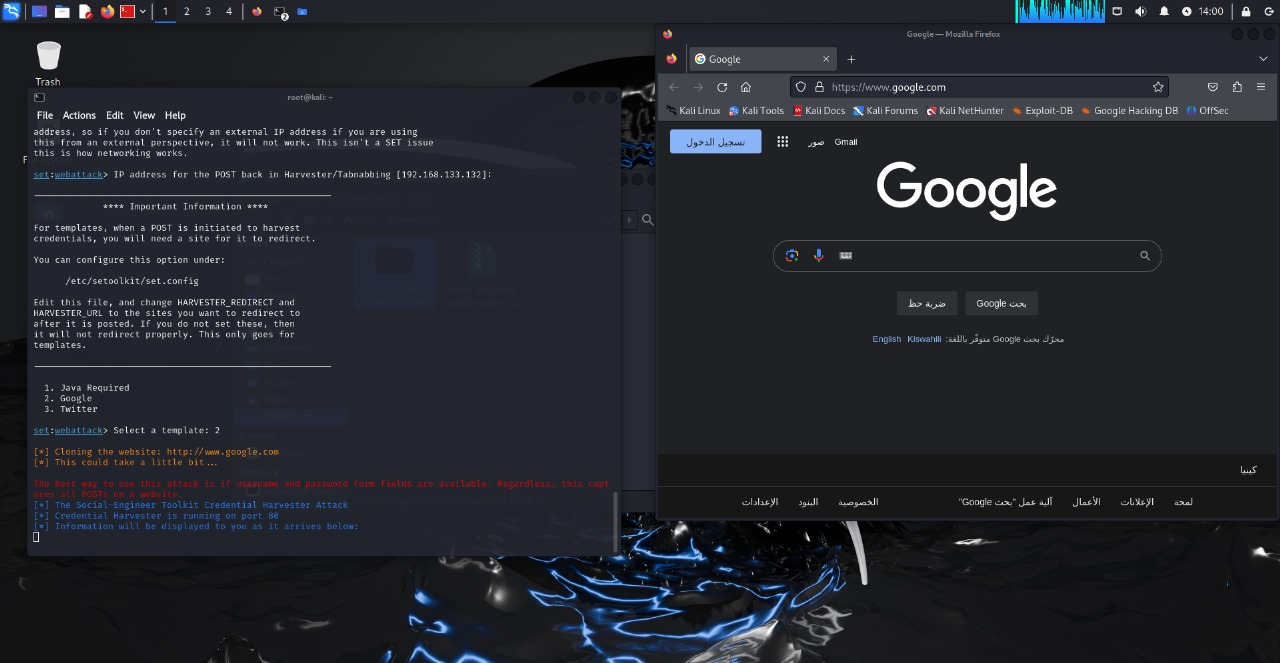 14:00
1 2 3 4
2
Trash
root@kali: ~
File Actions Edit View Help
address, so if you don't specify an external IP address if you are using
this from an external perspective, it will not work. This isn't a SET issue
this is how networking works.
set:webattack> IP address for the POST back in Harvester/Tabnabbing [192.168.133.132]:
**** Important Information ****
For templates, when a POST is initiated to harvest
credentials, you will need a site for it to redirect.
You can configure this option under:
/etc/setoolkit/set.config
Edit this file, and change HARVESTER_REDIRECT and
HARVESTER_URL to the sites you want to redirect to
after it is posted. If you do not set these, then
it will not redirect properly. This only goes for
templates.
1. Java Required
2. Google
3. Twitter
set:webattack> Select a template: 2
[*] Cloning the website: http://www.google.com
[*] This could take a little bit...
The best way to use this attack is if username and password form fields are available. Regardless, this capt
ures all POSTs on a website.
[*] The Social-Engineer Toolkit Credential Harvester Attack
[*] Credential Harvester is running on port 80
[*] Information will be displayed to you as it arrives below:
Google — Mozilla Firefox
Google
https://www.google.com
Kali Linux Kali Tools Kali Docs Kali Forums Kali NetHunter Exploit-DB Google Hacking DB OffSec
Gmail صور تسجيل الدخول
Google
بحث Google ضربة حظ
محرّك بحث Google متوفّر باللغة: Kiswahili English
كينيا
لمحة الإعلانات الأعمال آلية عمل "بحث Google" الخصوصية البنود الإعدادات